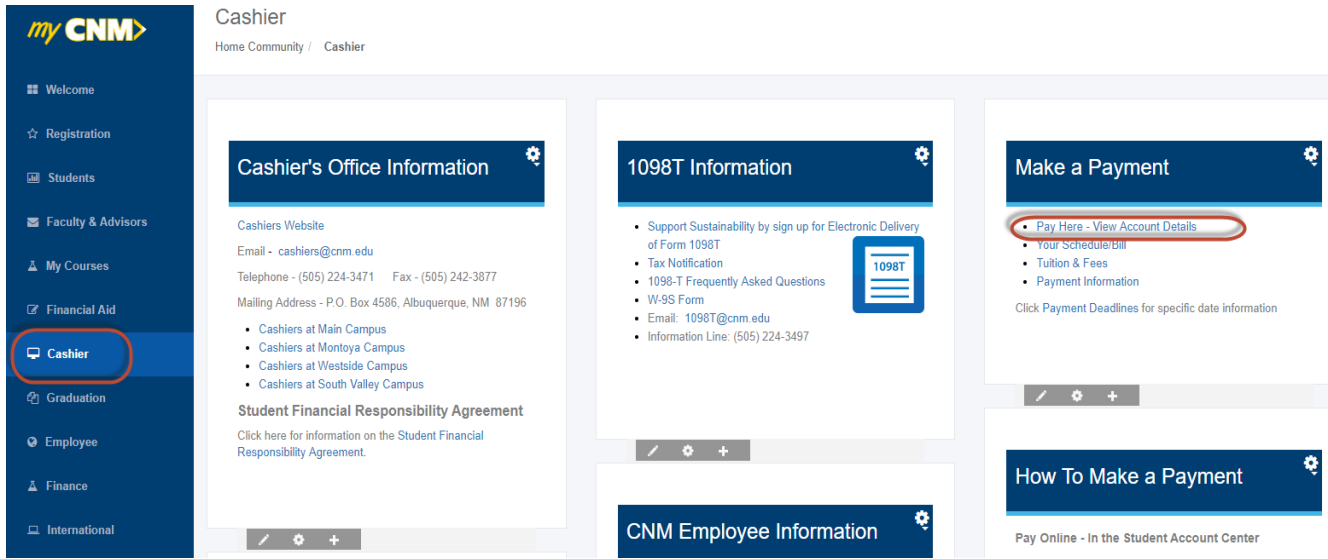 my CNM
Welcome
Registration
Students
Faculty & Advisors
My Courses
Financial Aid
Cashier
Graduation
Employee
Finance
International
Cashier
Home Community / Cashier
Cashier's Office Information
Cashiers Website
Email - cashiers@cnm.edu
Telephone - (505) 224-3471 Fax - (505) 242-3877
Mailing Address - P.O. Box 4586, Albuquerque, NM 87196
Cashiers at Main Campus
Cashiers at Montoya Campus
Cashiers at Westside Campus
Cashiers at South Valley Campus
Student Financial Responsibility Agreement
Click here for information on the Student Financial
Responsibility Agreement.
1098T Information
Support Sustainability by sign up for Electronic Delivery
of Form 1098T
Tax Notification
1098-T Frequently Asked Questions
W-9S Form
Email: 1098T@cnm.edu
Information Line: (505) 224-3497
1098T
CNM Employee Information
Make a Payment
Pay Here - View Account Details
Your Schedule/Bill
Tuition & Fees
Payment Information
Click Payment Deadlines for specific date information
How To Make a Payment
Pay Online - In the Student Account Center